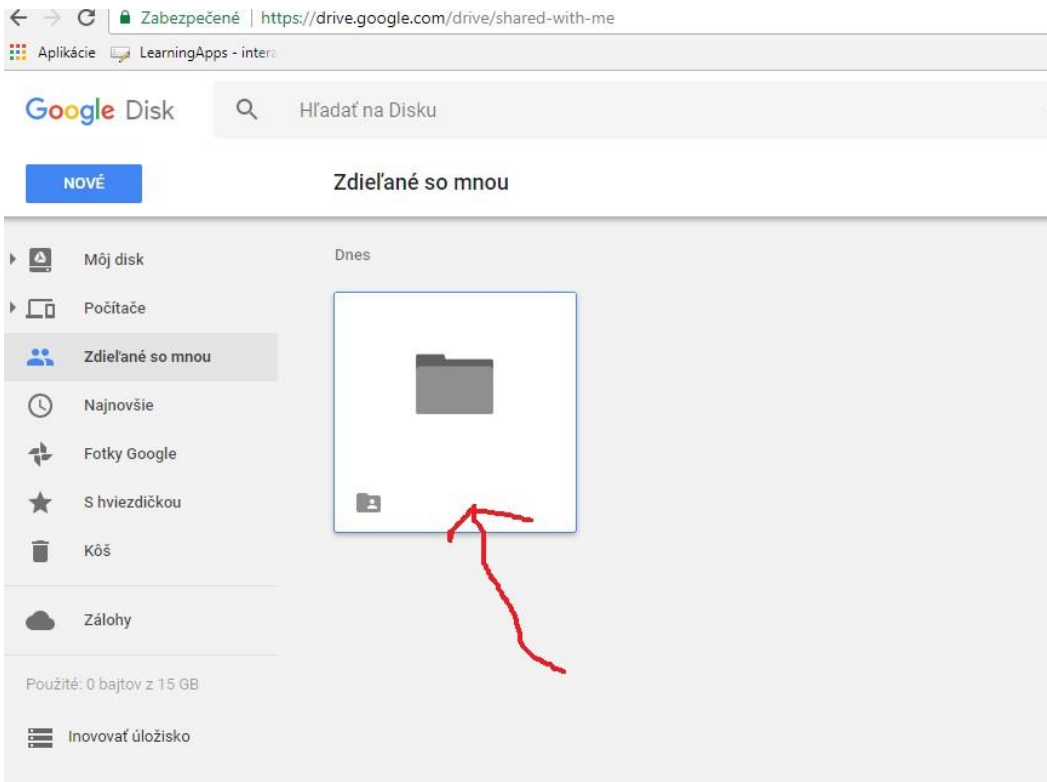 Zabezpečené | https://drive.google.com/drive/shared-with-me
Aplikácie LearningApps - inter
Google Disk Hľadať na Disku
NOVÉ Zdieľané so mnou
Môj disk
Počítače
Zdieľané so mnou
Najnovšie
Fotky Google
S hviezdičkou
Kôš
Zálohy
Použité: 0 bajtov z 15 GB
Inovovať úložisko
Dnes